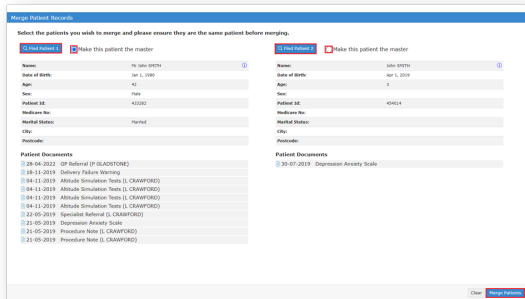 Merge Patient Records
Select the patients you wish to merge and please ensure they are the same patient before merging.
Find Patient 1 Make this patient the master
Name: Mr John SMITH
Date of Birth: Jan 1, 1980
Age: 42
Sex: Male
Patient Id: 433282
Medicare No:
Marital Status: Married
City:
Postcode:
Patient Documents
28-04-2022 GP Referral (P GLADSTONE)
18-11-2019 Delivery Failure Warning
04-11-2019 Altitude Simulation Tests (L CRAWFORD)
04-11-2019 Altitude Simulation Tests (L CRAWFORD)
04-11-2019 Altitude Simulation Tests (L CRAWFORD)
04-11-2019 Altitude Simulation Tests (L CRAWFORD)
22-05-2019 Specialist Referral (L CRAWFORD)
21-05-2019 Depression Anxiety Scale
21-05-2019 Procedure Note (L CRAWFORD)
21-05-2019 Procedure Note (L CRAWFORD)
Find Patient 2 Make this patient the master
Name: John SMITH
Date of Birth: Apr 1, 2019
Age: 3
Sex:
Patient Id: 454614
Medicare No:
Marital Status:
City:
Postcode:
Patient Documents
30-07-2019 Depression Anxiety Scale
Clear Merge Patients